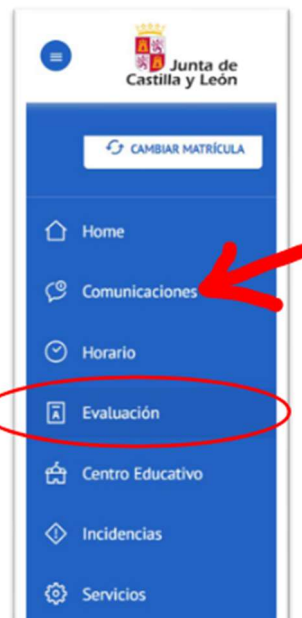 Junta de
Castilla y León
CAMBIAR MATRÍCULA
Home
Comunicaciones
Horario
Evaluación
Centro Educativo
Incidencias
Servicios